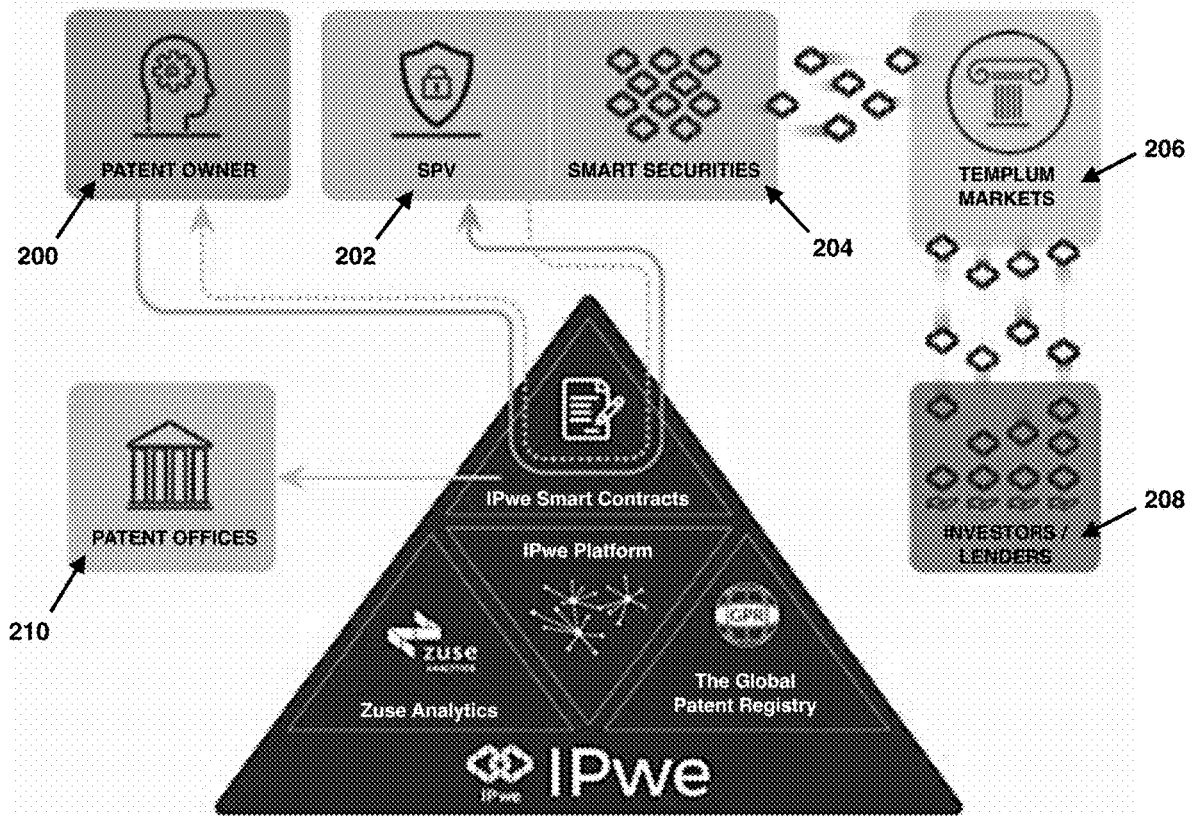 PATENT OWNER
SPV
SMART SECURITIES
TEMPLUM
MARKETS
206
200
202
204
PATENT OFFICES
210
IPwe Smart Contracts
IPwe Platform
INVESTORS /
LENDERS
208
zuse
ANALYTICS
Zuse Analytics
The Global
Patent Registry
IPwe
IPwe